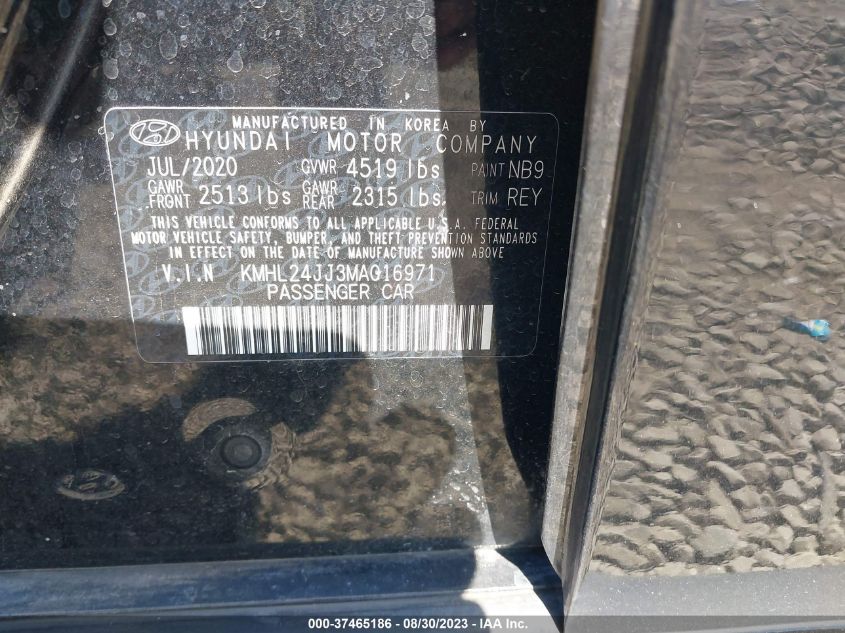 MANUFACTURED IN KOREA BY
HYUNDAI MOTOR COMPANY
JUL/2020 GVWR 4519 lbs PAINT NB9
GAWR FRONT 2513 lbs GAWR REAR 2315 lbs. TRIM REY
THIS VEHICLE CONFORMS TO ALL APPLICABLE U.S.A. FEDERAL
MOTOR VEHICLE SAFETY, BUMPER, AND THEFT PREVENTION STANDARDS
IN EFFECT ON THE DATE OF MANUFACTURE SHOWN ABOVE
V.I.N KMHL24JJ3MA016971
PASSENGER CAR
000-37465186 - 08/30/2023 - IAA Inc.